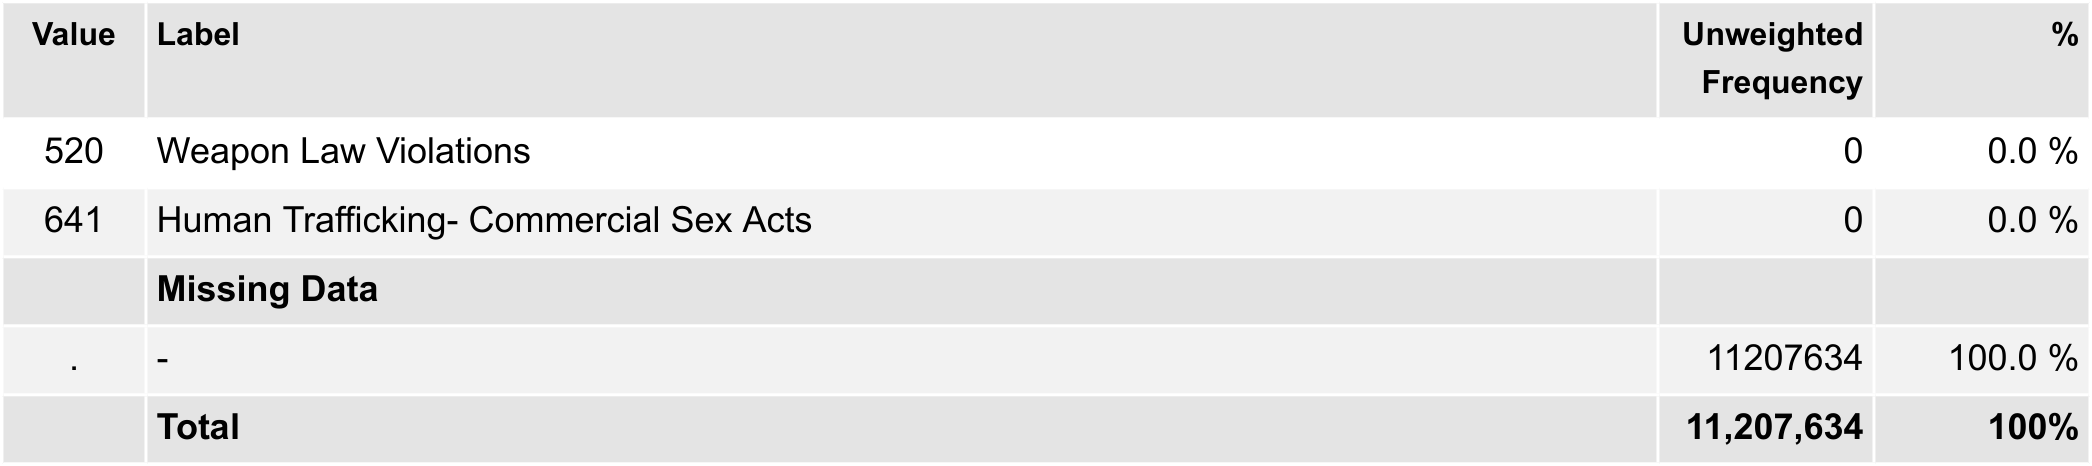 Value Label Unweighted Frequency %
520 Weapon Law Violations 0 0.0 %
641 Human Trafficking- Commercial Sex Acts 0 0.0 %
Missing Data
. - 11207634 100.0 %
Total 11,207,634 100%